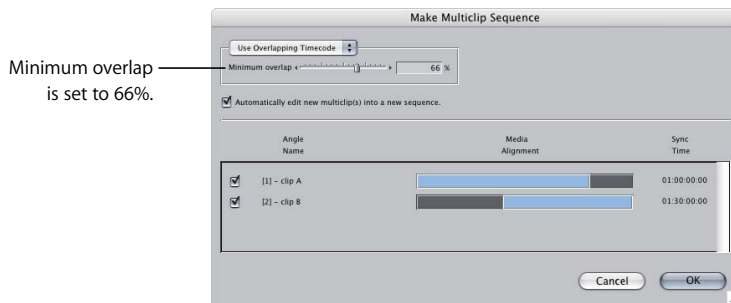 Make Multiclip Sequence
Use Overlapping Timecode
Minimum overlap
is set to 66%.
Minimum overlap 66 %
Automatically edit new multiclip(s) into a new sequence.
Angle Name Media Alignment Sync Time
[1] – clip A 01:00:00:00
[2] – clip B 01:30:00:00
Cancel OK